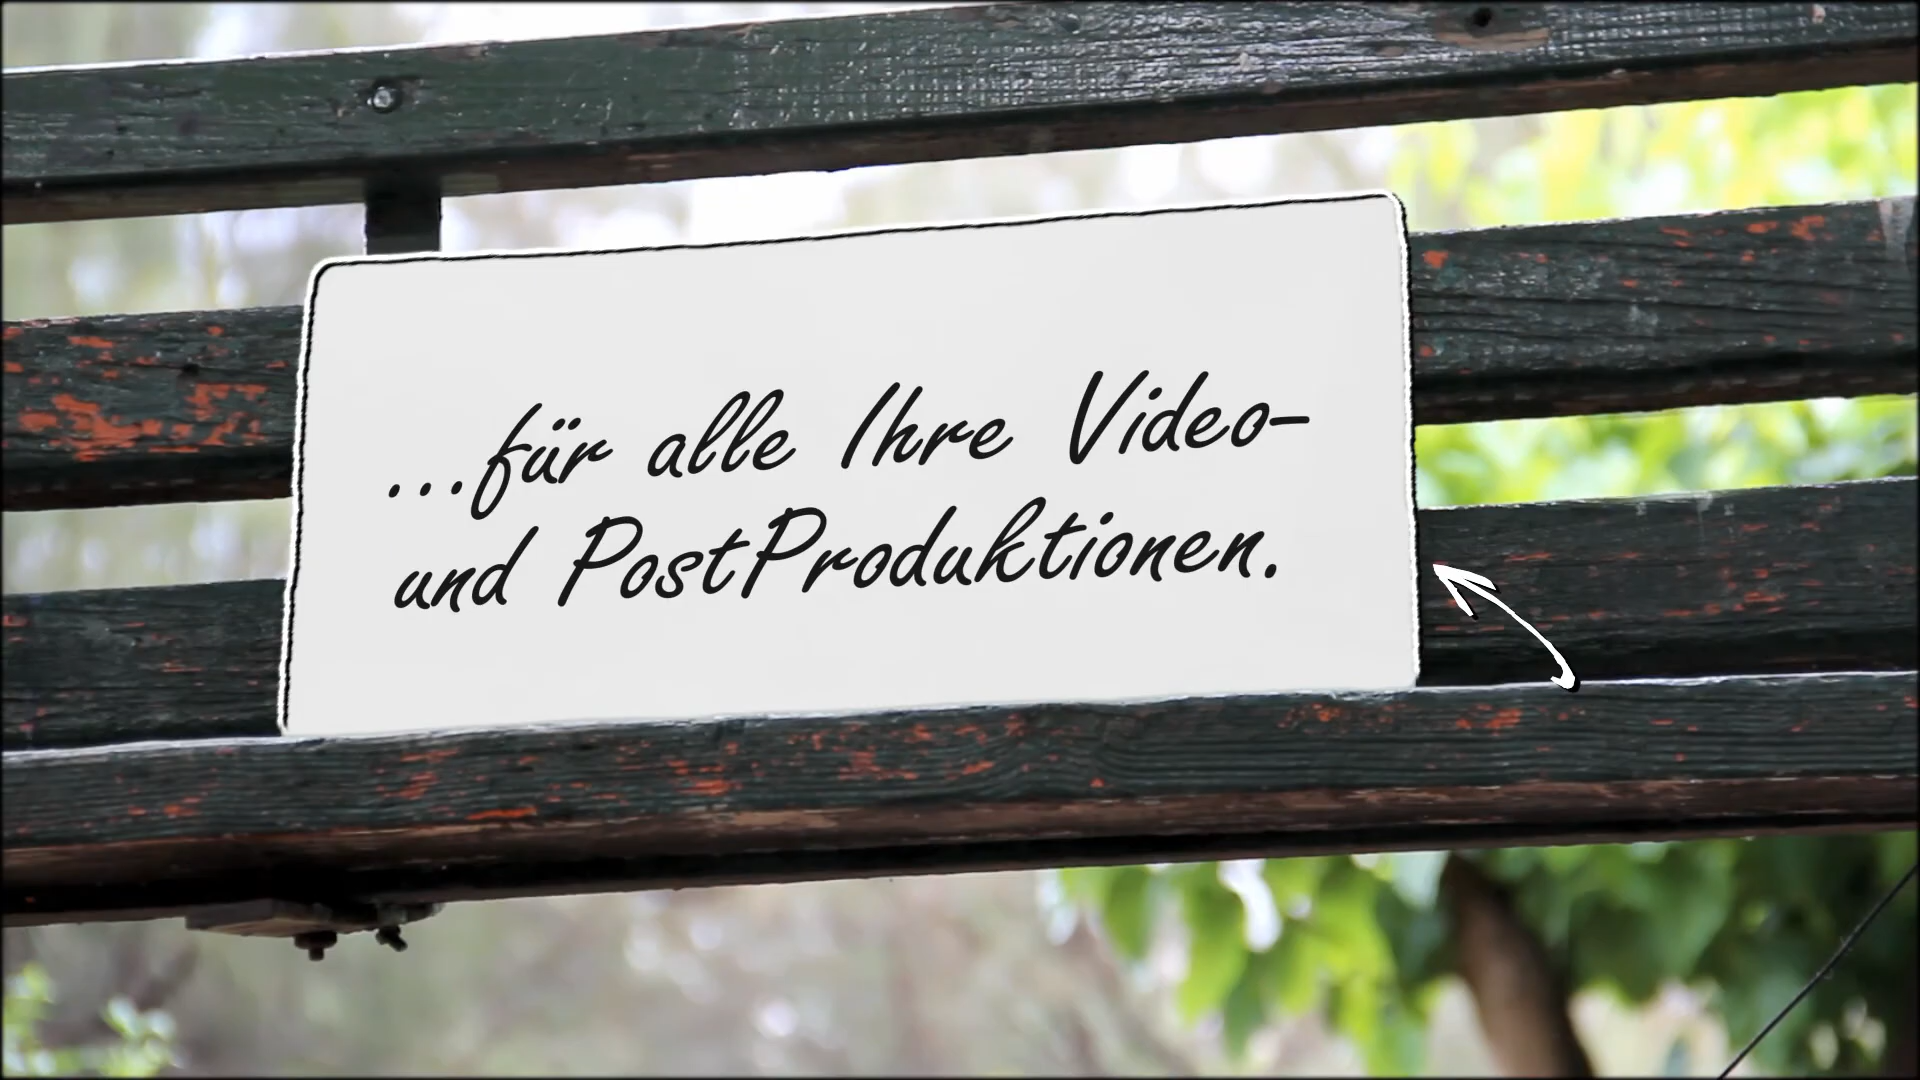 ...für alle Ihre Video-
und PostProduktionen.